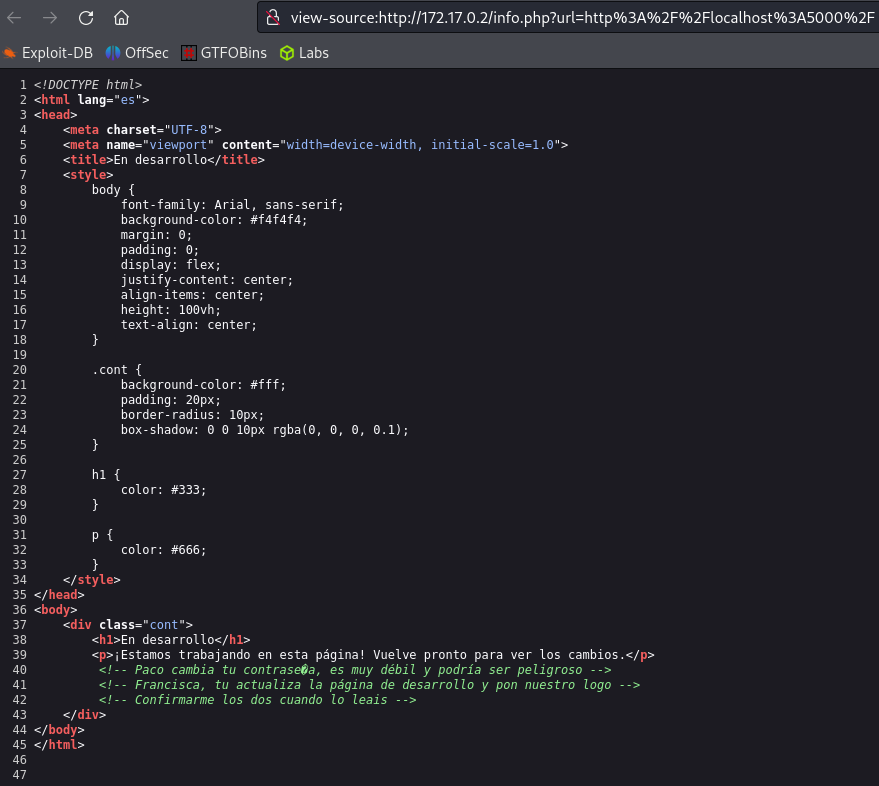 view-source:http://172.17.0.2/info.php?url=http%3A%2F%2Flocalhost%3A5000%2F
Exploit-DB OffSec GTFOBins Labs
1 <!DOCTYPE html>
2 <html lang="es">
3 <head>
4 <meta charset="UTF-8">
5 <meta name="viewport" content="width=device-width, initial-scale=1.0">
6 <title>En desarrollo</title>
7 <style>
8 body {
9 font-family: Arial, sans-serif;
10 background-color: #f4f4f4;
11 margin: 0;
12 padding: 0;
13 display: flex;
14 justify-content: center;
15 align-items: center;
16 height: 100vh;
17 text-align: center;
18 }
19
20 .cont {
21 background-color: #fff;
22 padding: 20px;
23 border-radius: 10px;
24 box-shadow: 0 0 10px rgba(0, 0, 0, 0.1);
25 }
26
27 h1 {
28 color: #333;
29 }
30
31 p {
32 color: #666;
33 }
34 </style>
35 </head>
36 <body>
37 <div class="cont">
38 <h1>En desarrollo</h1>
39 <p>¡Estamos trabajando en esta página! Vuelve pronto para ver los cambios.</p>
40 <!-- Paco cambia tu contrase�a, es muy débil y podría ser peligroso -->
41 <!-- Francisca, tu actualiza la página de desarrollo y pon nuestro logo -->
42 <!-- Confirmarme los dos cuando lo leais -->
43 </div>
44 </body>
45 </html>
46
47